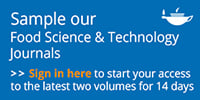 Sample our
Food Science & Technology
Journals
>> Sign in here to start your access
to the latest two volumes for 14 days